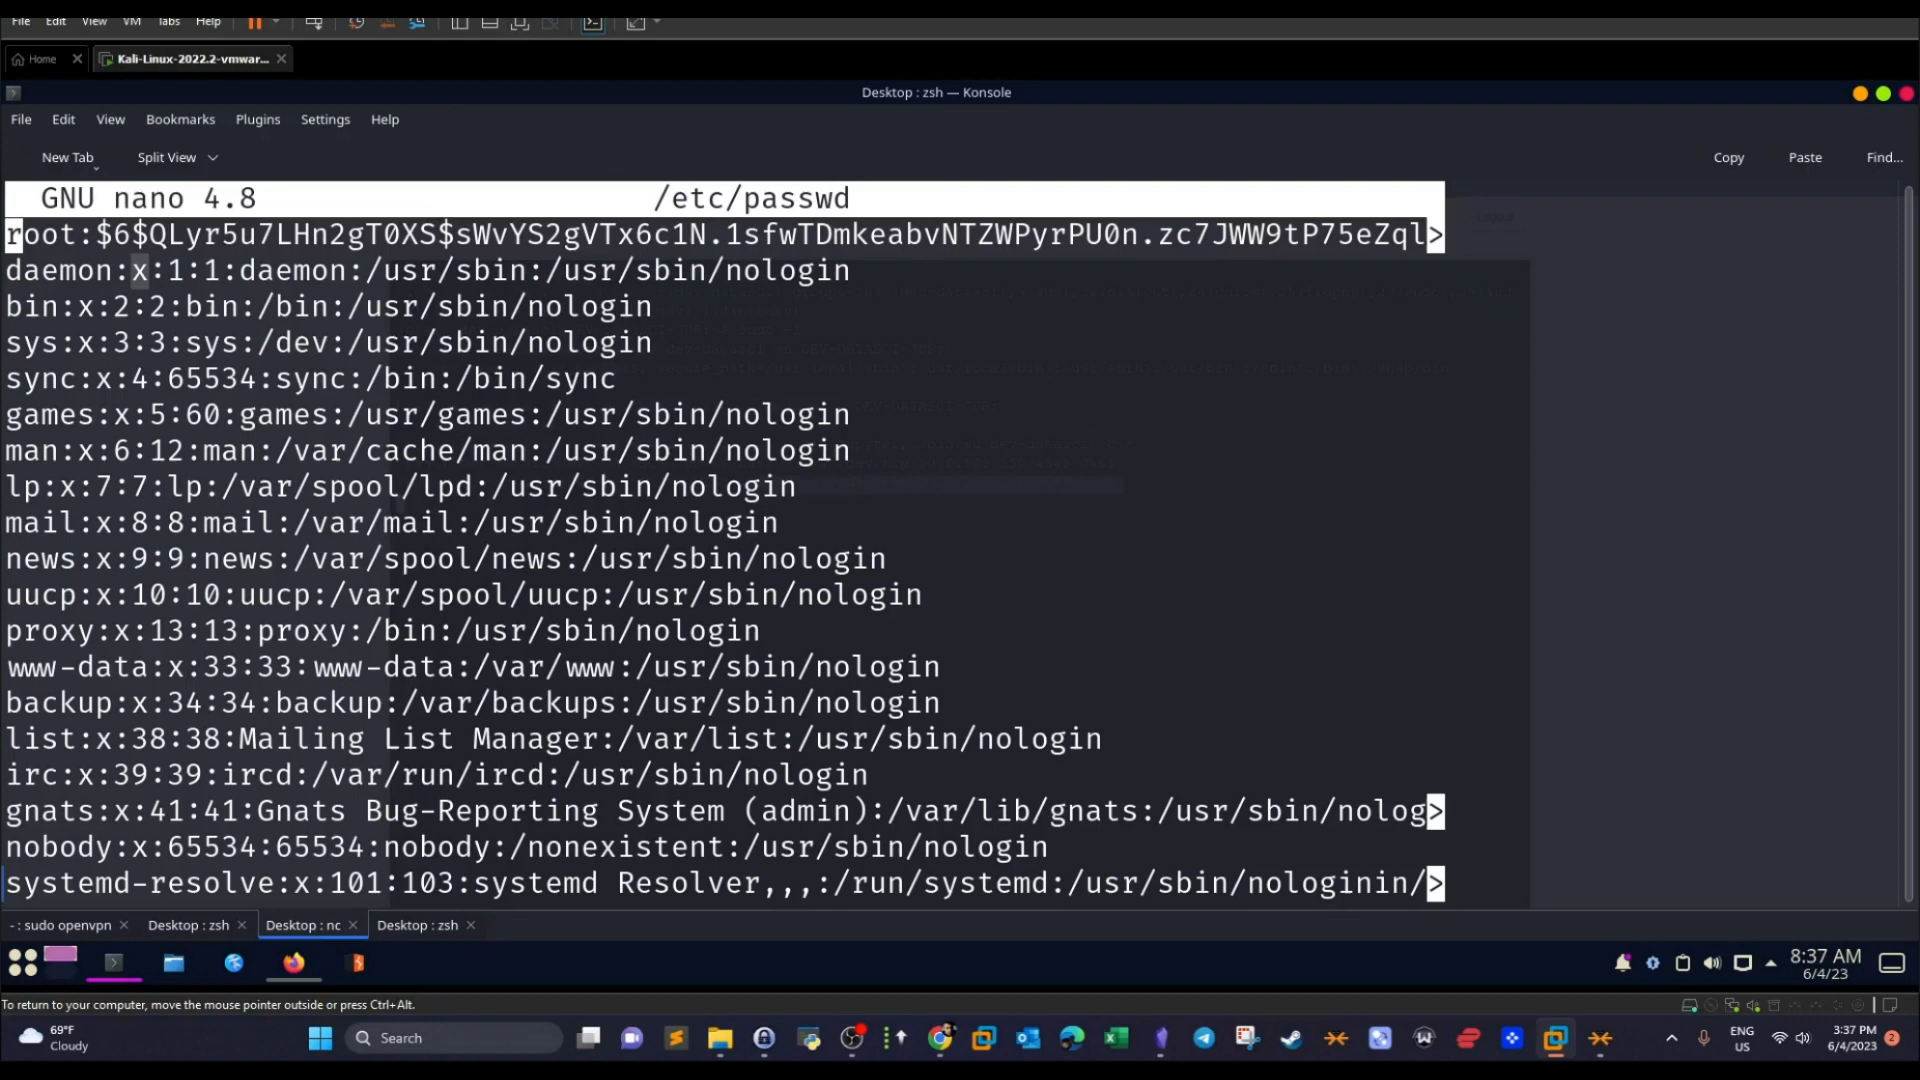 File Edit View VM Tabs Help
Home
Kali-Linux-2022.2-vmwar...
Desktop : zsh — Konsole
File Edit View Bookmarks Plugins Settings Help
New Tab Split View Copy Paste Find...
GNU nano 4.8 /etc/passwd
root:$6$QLyr5u7LHn2gT0XS$sWvYS2gVTx6c1N.1sfwTDmkeabvNTZWPyrPU0n.zc7JWW9tP75eZql>
daemon:x:1:1:daemon:/usr/sbin:/usr/sbin/nologin
bin:x:2:2:bin:/bin:/usr/sbin/nologin
sys:x:3:3:sys:/dev:/usr/sbin/nologin
sync:x:4:65534:sync:/bin:/bin/sync
games:x:5:60:games:/usr/games:/usr/sbin/nologin
man:x:6:12:man:/var/cache/man:/usr/sbin/nologin
lp:x:7:7:lp:/var/spool/lpd:/usr/sbin/nologin
mail:x:8:8:mail:/var/mail:/usr/sbin/nologin
news:x:9:9:news:/var/spool/news:/usr/sbin/nologin
uucp:x:10:10:uucp:/var/spool/uucp:/usr/sbin/nologin
proxy:x:13:13:proxy:/bin:/usr/sbin/nologin
www-data:x:33:33:www-data:/var/www:/usr/sbin/nologin
backup:x:34:34:backup:/var/backups:/usr/sbin/nologin
list:x:38:38:Mailing List Manager:/var/list:/usr/sbin/nologin
irc:x:39:39:ircd:/var/run/ircd:/usr/sbin/nologin
gnats:x:41:41:Gnats Bug-Reporting System (admin):/var/lib/gnats:/usr/sbin/nolog>
nobody:x:65534:65534:nobody:/nonexistent:/usr/sbin/nologin
systemd-resolve:x:101:103:systemd Resolver,,,:/run/systemd:/usr/sbin/nologinin/>
~ : sudo openvpn Desktop : zsh Desktop : nc Desktop : zsh
8:37 AM
6/4/23
To return to your computer, move the mouse pointer outside or press Ctrl+Alt.
69°F
Cloudy
Search
ENG
US
3:37 PM
6/4/2023
2